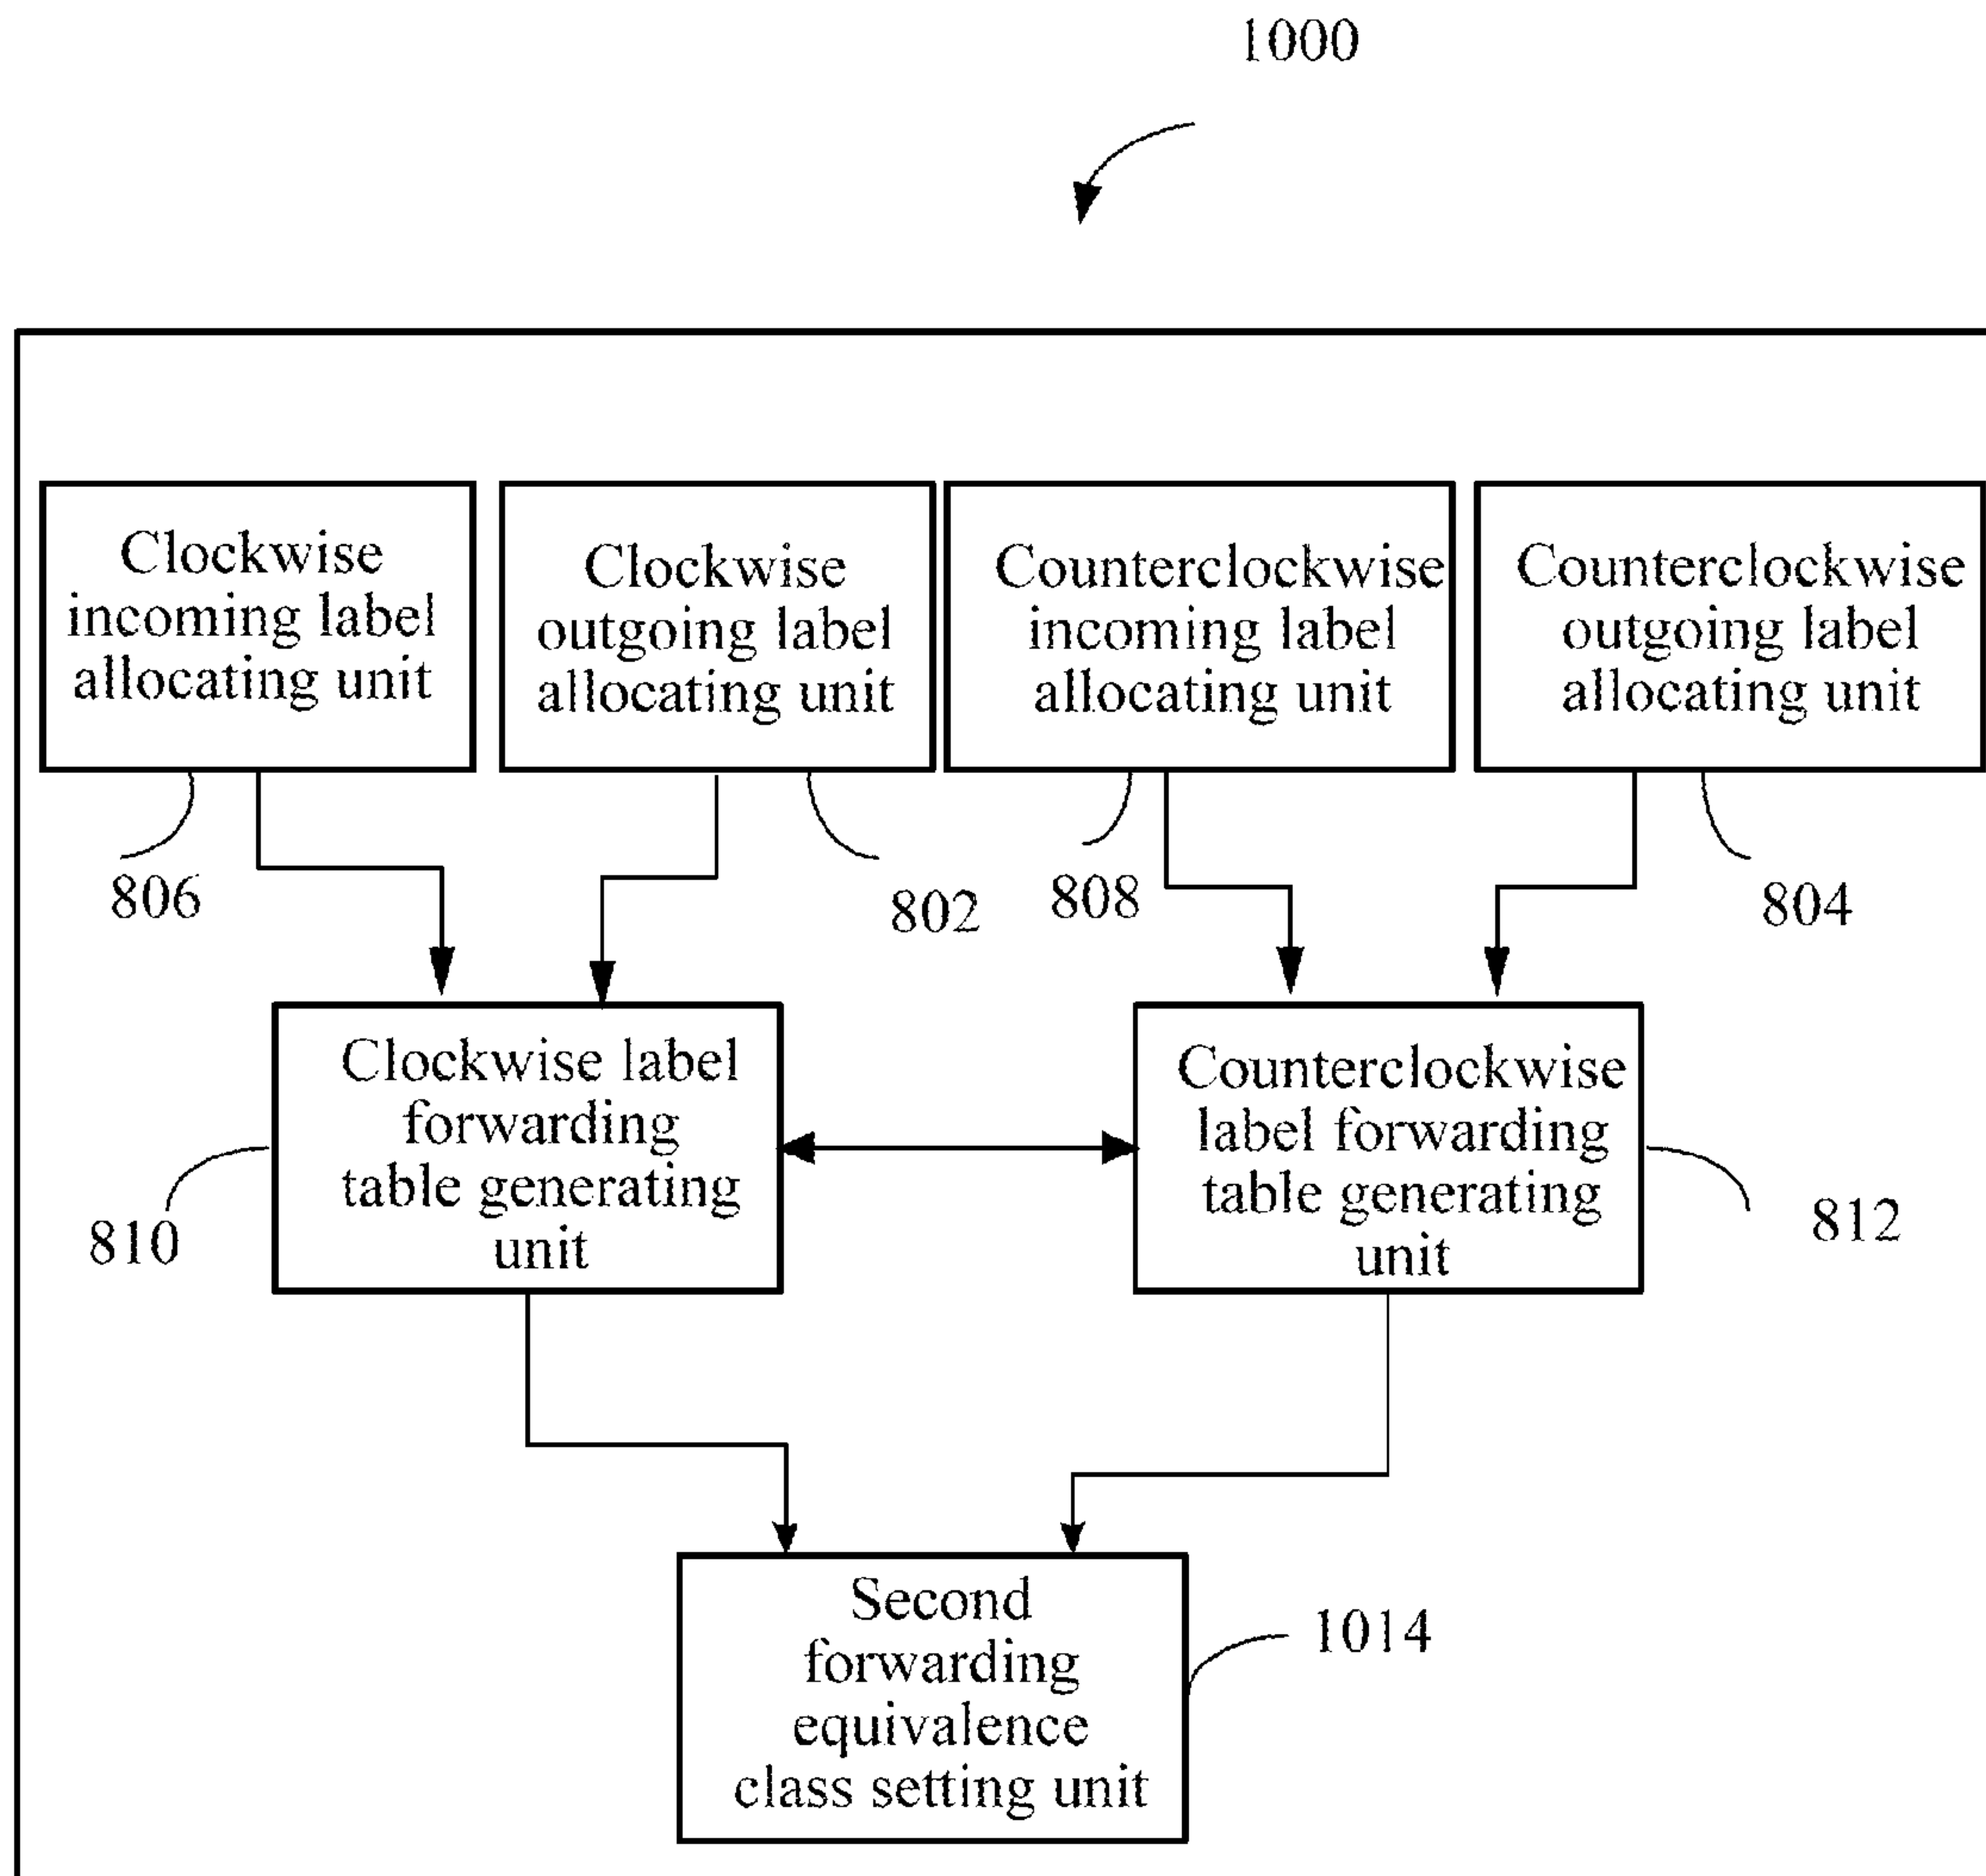 1000
Clockwise
incoming label
allocating unit
Clockwise
outgoing label
allocating unit
Counterclockwise
incoming label
allocating unit
Counterclockwise
outgoing label
allocating unit
806
802
808
804
Clockwise label
forwarding
table generating
unit
Counterclockwise
label forwarding
table generating
unit
810
812
Second
forwarding
equivalence
class setting unit
1014